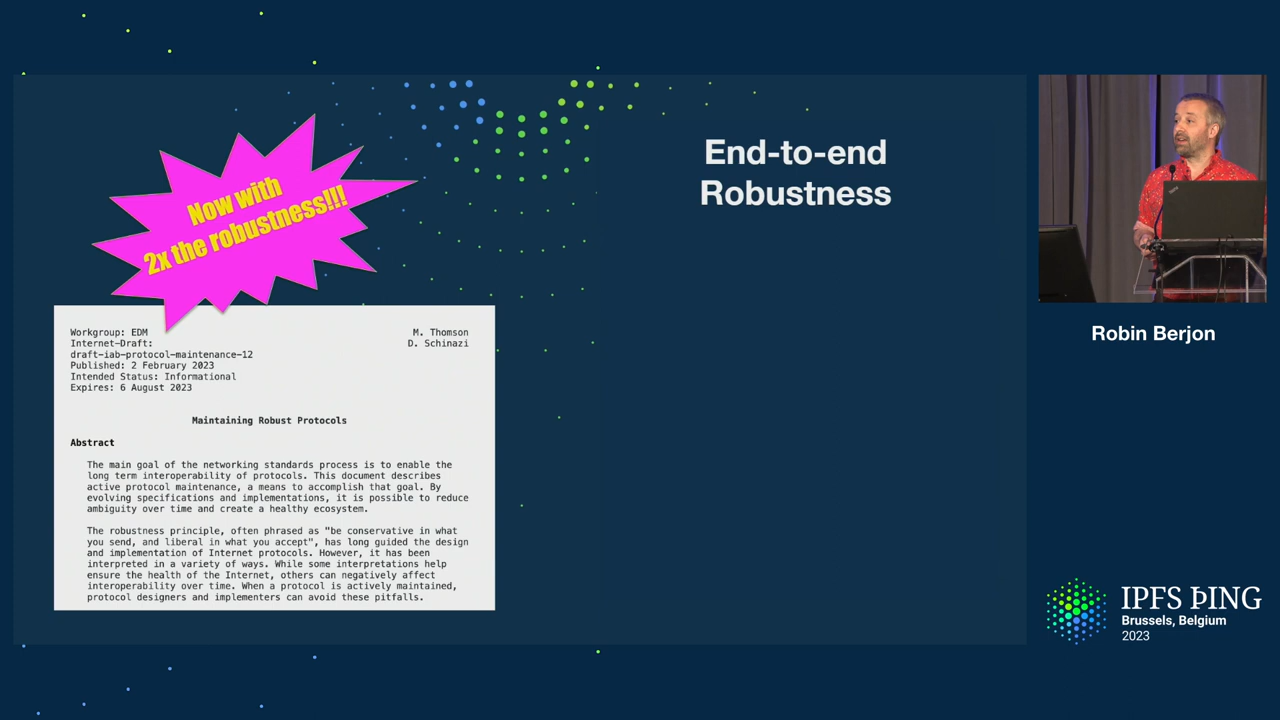 Now with
2x the robustness!!!
End-to-end
Robustness
Workgroup: EDM M. Thomson
Internet-Draft: D. Schinazi
draft-iab-protocol-maintenance-12
Published: 2 February 2023
Intended Status: Informational
Expires: 6 August 2023
Maintaining Robust Protocols
Abstract
The main goal of the networking standards process is to enable the
long term interoperability of protocols. This document describes
active protocol maintenance, a means to accomplish that goal. By
evolving specifications and implementations, it is possible to reduce
ambiguity over time and create a healthy ecosystem.
The robustness principle, often phrased as "be conservative in what
you send, and liberal in what you accept", has long guided the design
and implementation of Internet protocols. However, it has been
interpreted in a variety of ways. While some interpretations help
ensure the health of the Internet, others can negatively affect
interoperability over time. When a protocol is actively maintained,
protocol designers and implementers can avoid these pitfalls.
Robin Berjon
IPFS ÞING
Brussels, Belgium
2023